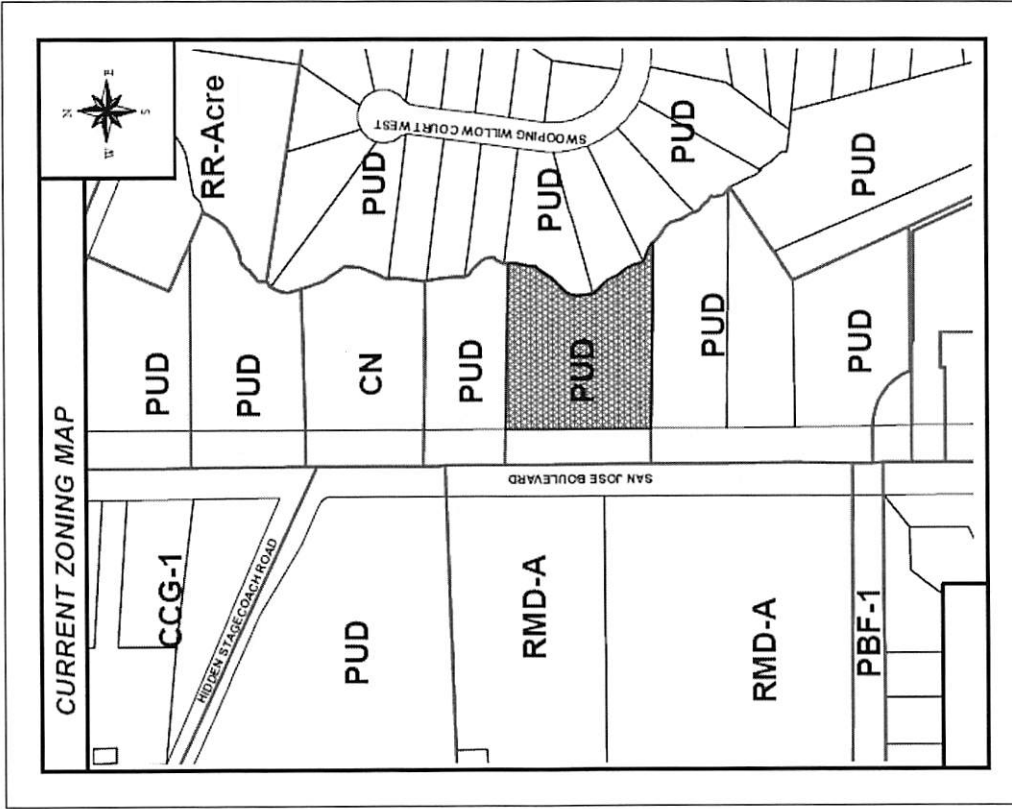 CURRENT ZONING MAP
N
E
W
S
RR-Acre
PUD
PUD
PUD
PUD
PUD
PUD
CN
PUD
PUD
PUD
PUD
SWOOPING WILLOW COURT WEST
SAN JOSE BOULEVARD
HIDDEN STAGECOACH ROAD
CCG-1
PUD
RMD-A
RMD-A
PBF-1